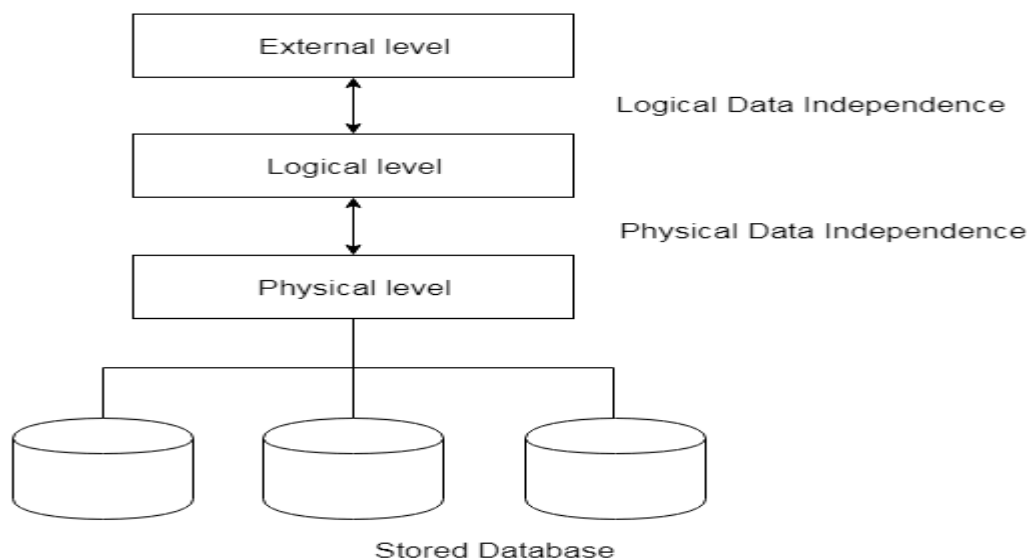 External level
Logical Data Independence
Logical level
Physical Data Independence
Physical level
Stored Database